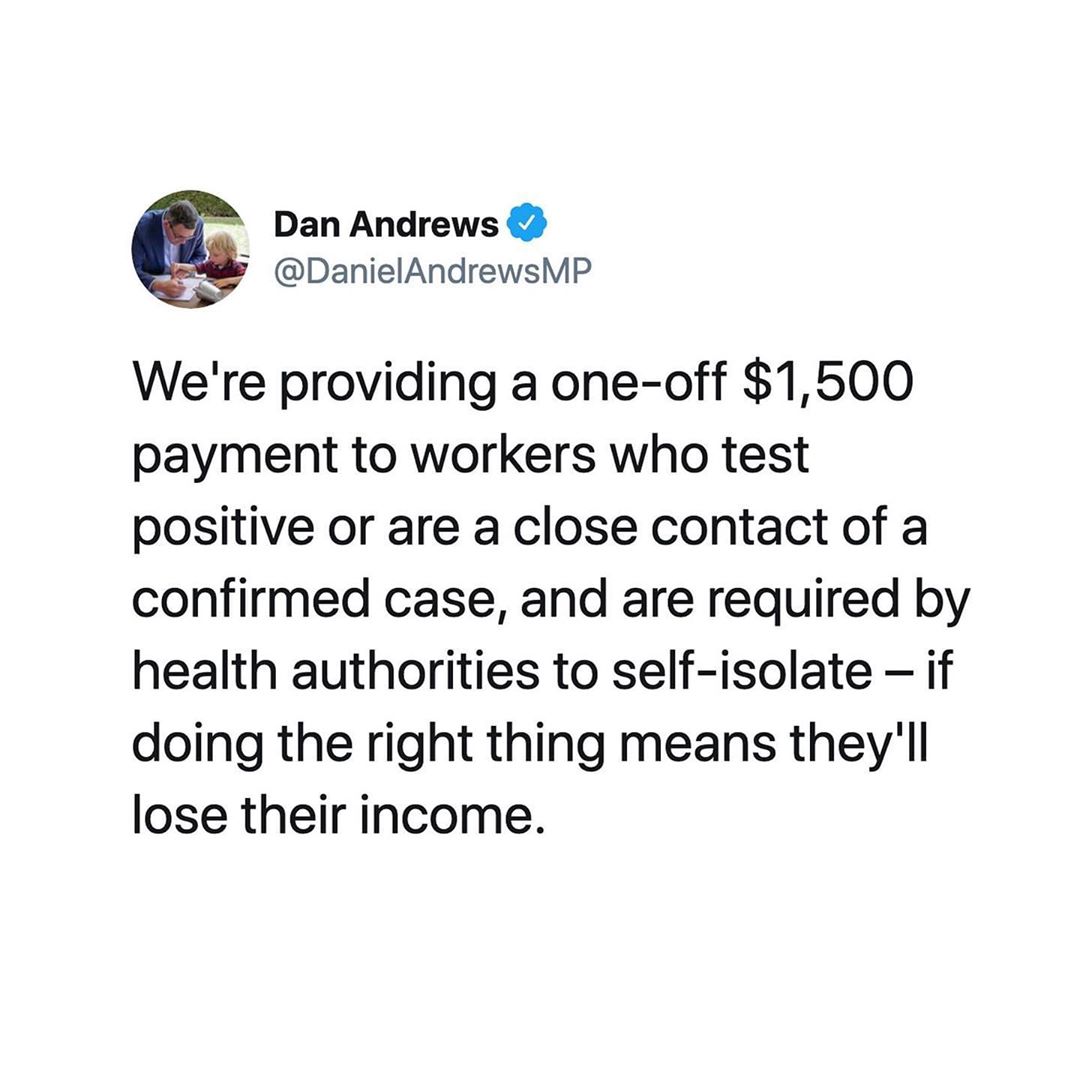 Dan Andrews
@DanielAndrewsMP
We're providing a one-off $1,500
payment to workers who test
positive or are a close contact of a
confirmed case, and are required by
health authorities to self-isolate – if
doing the right thing means they'll
lose their income.